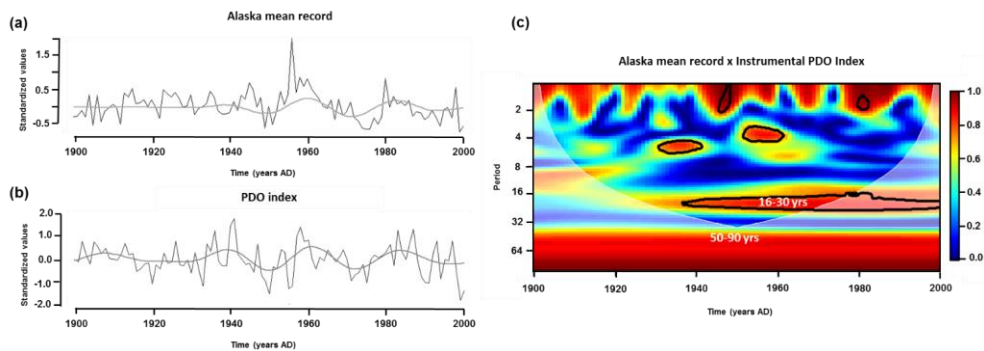 (a)
Alaska mean record
Standardized values
1.5
0.5
-0.5
1900
1920
1940
1960
1980
2000
Time (years AD)
(b)
PDO index
Standardized values
2.0
1.0
0.0
-1.0
-2.0
1900
1920
1940
1960
1980
2000
Time (years AD)
(c)
Alaska mean record x Instrumental PDO Index
Period
2
4
8
16
32
64
16-30 yrs
50-90 yrs
1900
1920
1940
1960
1980
2000
Time (years AD)
1.0
0.8
0.6
0.4
0.2
0.0